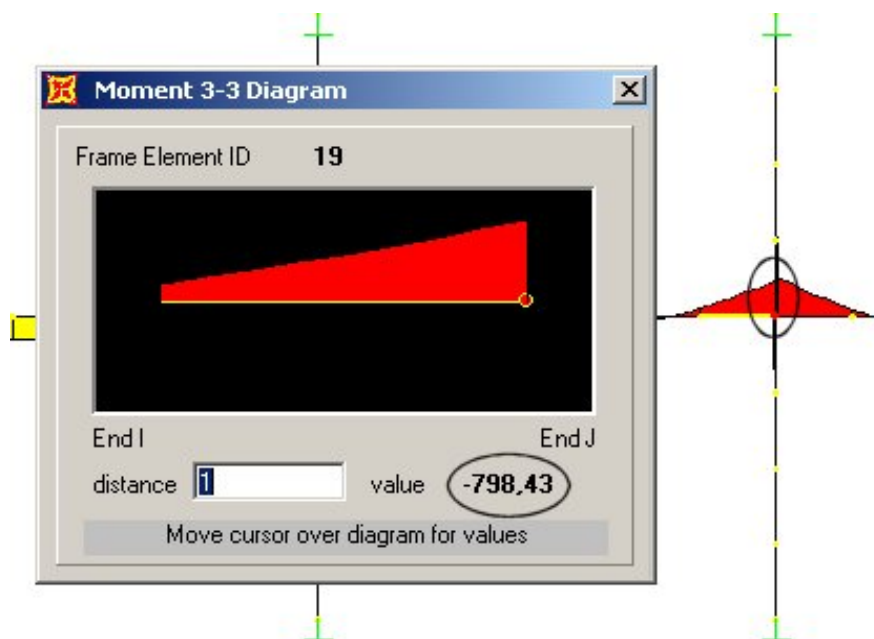 Moment 3-3 Diagram
Frame Element ID 19
End I End J
distance 1 value -798,43
Move cursor over diagram for values